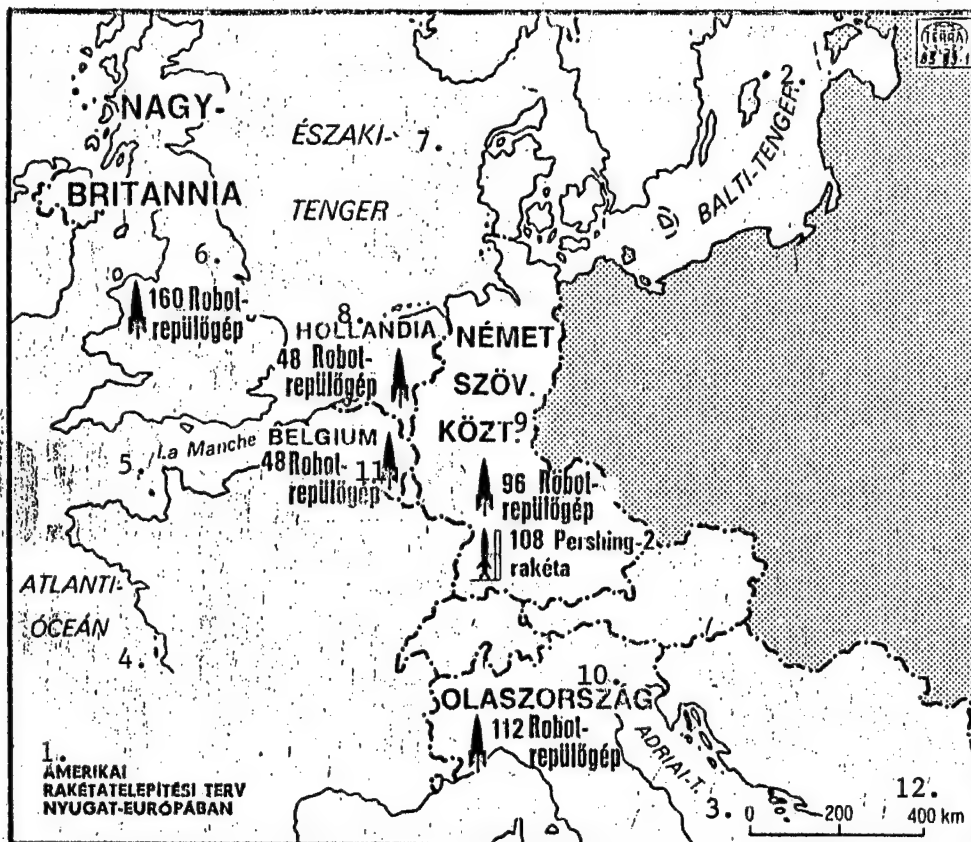 TERRA
2.
NAGY-
BRITANNIA
ÉSZAKI-
7.
TENGER
BALTI-TENGER
6.
160 Robot-
repülőgép
8.
HOLLANDIA
48 Robot-
repülőgép
NÉMET
SZÖV.
KÖZT.
9
5.
La Manche
BELGIUM
48 Robot-
repülőgép
11
96 Robot-
repülőgép
108 Pershing-2
rakéta
ATLANTI-
ÓCEÁN
4.
10.
OLASZORSZÁG
112 Robot-
repülőgép
ADRIAI-T.
3.
1.
AMERIKAI
RAKÉTATELEPÍTÉSI TERV
NYUGAT-EURÓPÁBAN
12.
0 200 400 km